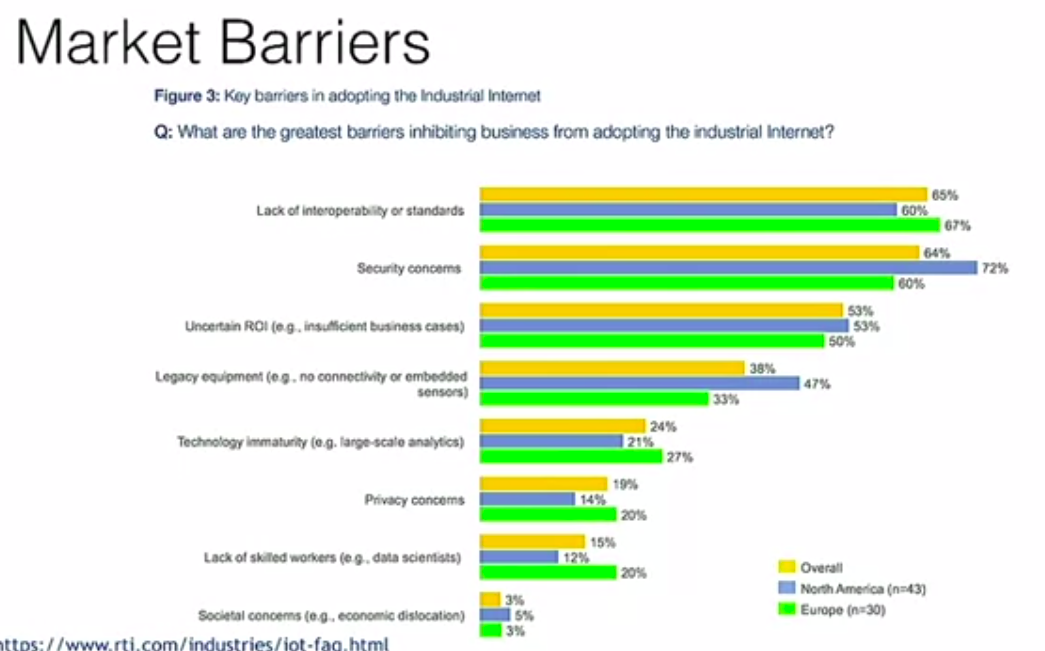 Market Barriers
Figure 3: Key barriers in adopting the Industrial Internet
Q: What are the greatest barriers inhibiting business from adopting the industrial Internet?
Lack of interoperability or standards
65%
60%
67%
Security concerns
64%
72%
60%
Uncertain ROI (e.g., insufficient business cases)
53%
53%
50%
Legacy equipment (e.g., no connectivity or embedded
sensors)
38%
47%
33%
Technology immaturity (e.g. large-scale analytics)
24%
21%
27%
Privacy concerns
19%
14%
20%
Lack of skilled workers (e.g., data scientists)
15%
12%
20%
Societal concerns (e.g., economic dislocation)
3%
5%
3%
Overall
North America (n=43)
Europe (n=30)
https://www.rti.com/industries/iot-faq.html